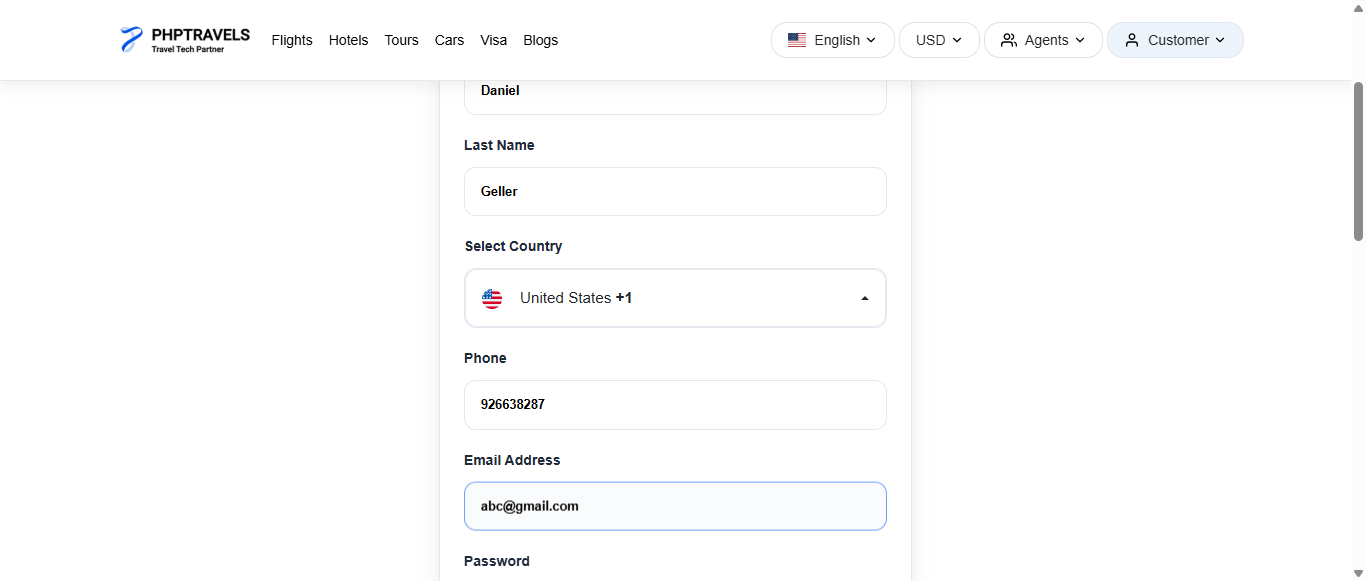 PHPTRAVELS
Travel Tech Partner
Flights Hotels Tours Cars Visa Blogs English USD Agents Customer
Daniel
Last Name
Geller
Select Country
United States +1
Phone
926638287
Email Address
abc@gmail.com
Password